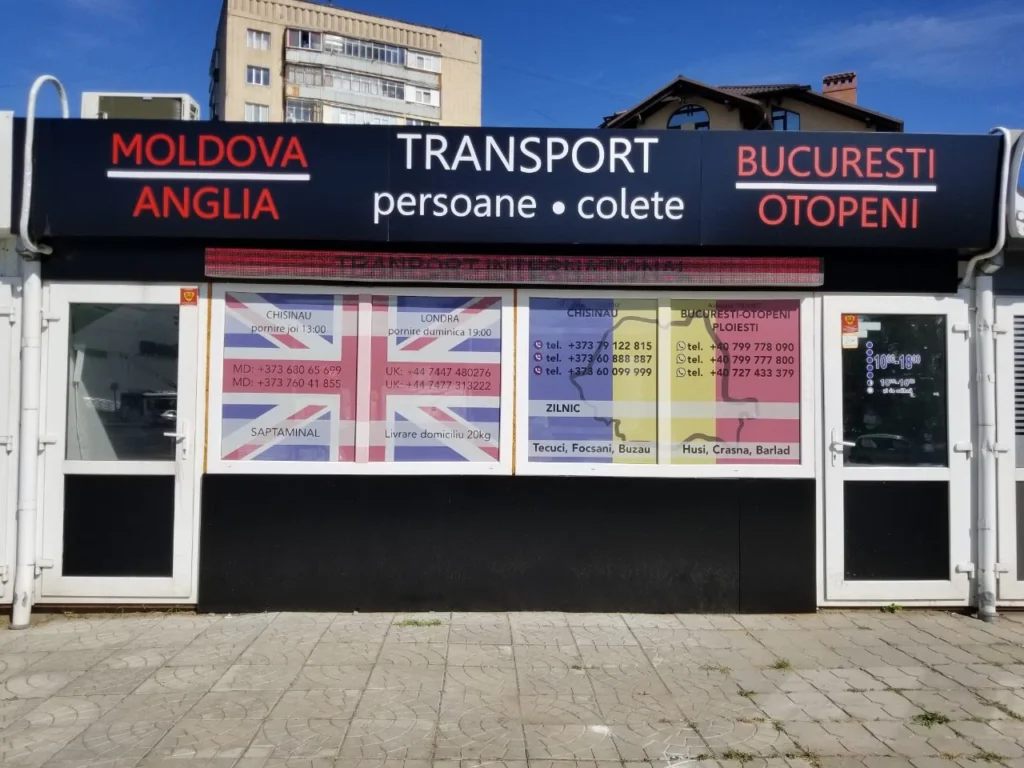 MOLDOVA
ANGLIA
TRANSPORT
persoane • colete
BUCURESTI
OTOPENI
CHISINAU
pornire joi 13:00
MD: +373 680 65 699
MD: +373 760 41 855
SAPTAMINAL
LONDRA
pornire duminica 19:00
UK: +44 7447 480276
UK: +44 7477 313222
Livrare domiciliu 20kg
CHISINAU
tel. +373 79 122 815
tel. +373 60 888 887
tel. +373 60 099 999
ZILNIC
Tecuci, Focsani, Buzau
BUCURESTI-OTOPENI
PLOIESTI
tel. +40 799 778 090
tel. +40 799 777 800
tel. +40 727 433 379
Husi, Crasna, Barlad
10⁰⁰-18⁰⁰